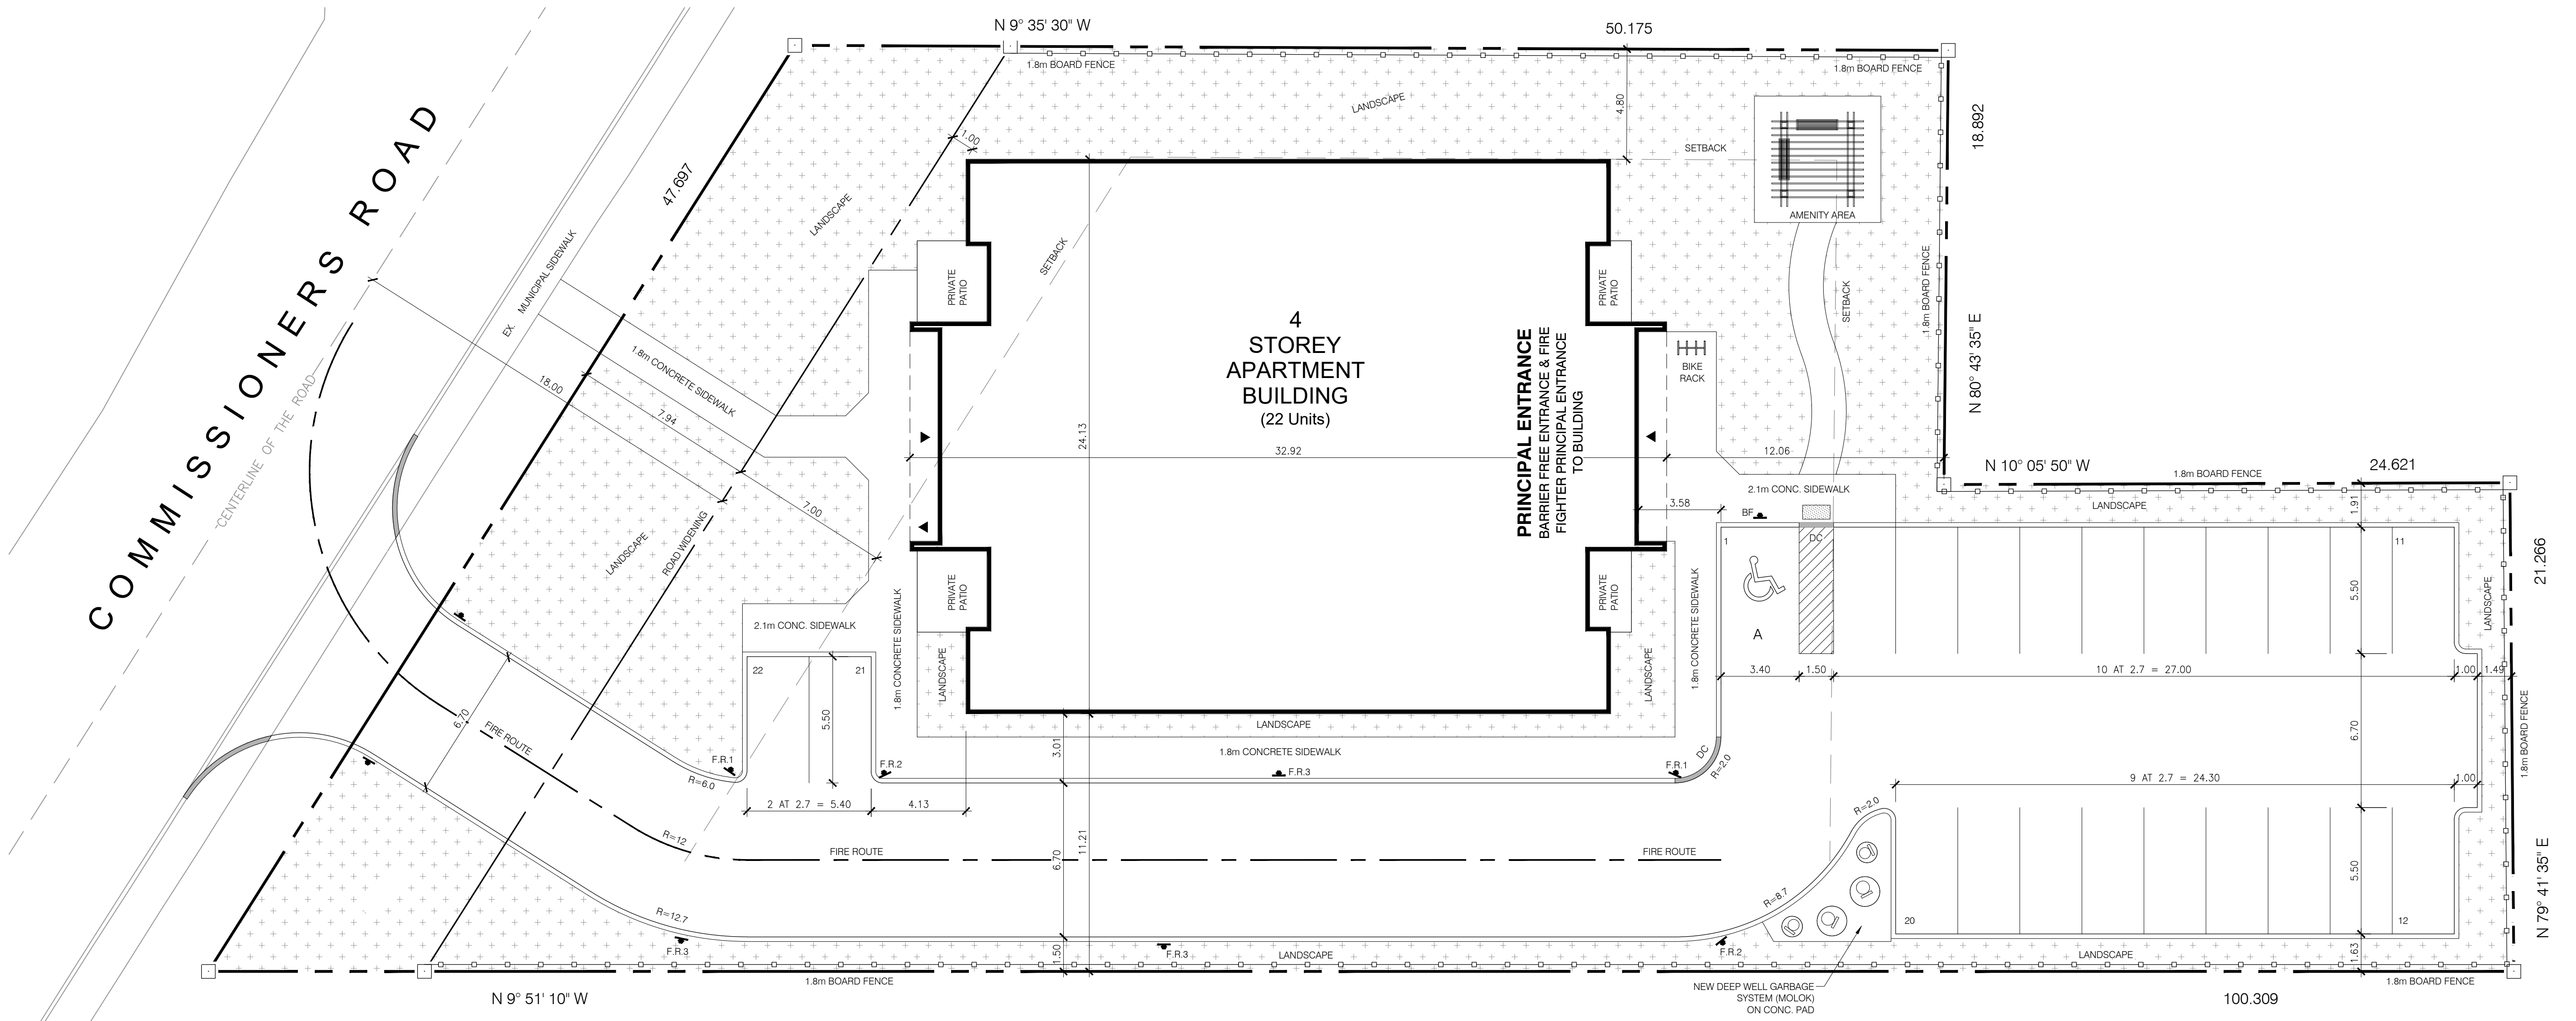 N 9° 35' 30" W
50.175
1.8m BOARD FENCE
1.8m BOARD FENCE
LANDSCAPE
4.80
18.892
COMMISSIONERS ROAD
CENTERLINE OF THE ROAD
47.697
1.00
SETBACK
AMENITY AREA
LANDSCAPE
SETBACK
EX. MUNICIPAL SIDEWALK
PRIVATE
PATIO
PRIVATE
PATIO
SETBACK
1.8m BOARD FENCE
N 80° 43' 35" E
4
STOREY
APARTMENT
BUILDING
(22 Units)
PRINCIPAL ENTRANCE
BARRIER FREE ENTRANCE & FIRE
FIGHTER PRINCIPAL ENTRANCE
TO BUILDING
BIKE
RACK
1.8m CONCRETE SIDEWALK
18.00
7.94
7.00
24.13
32.92
12.06
N 10° 05' 50" W
24.621
1.8m BOARD FENCE
2.1m CONC. SIDEWALK
3.58
BF
DC
LANDSCAPE
1.91
LANDSCAPE
ROAD WIDENING
1
11
21.266
5.50
LANDSCAPE
PRIVATE
PATIO
PRIVATE
PATIO
1.8m CONCRETE SIDEWALK
1.8m CONCRETE SIDEWALK
2.1m CONC. SIDEWALK
A
22
21
LANDSCAPE
LANDSCAPE
3.40
1.50
10 AT 2.7 = 27.00
1.00
1.49
5.50
6.70
FIRE ROUTE
LANDSCAPE
1.8m CONCRETE SIDEWALK
3.01
DC
R=2.0
6.70
1.8m BOARD FENCE
F.R.1
R=6.0
F.R.2
F.R.3
F.R.1
9 AT 2.7 = 24.30
1.00
2 AT 2.7 = 5.40
4.13
R=2.0
R=12
11.21
6.70
FIRE ROUTE
FIRE ROUTE
5.50
N 79° 41' 35" E
R=8.7
R=12.7
20
12
F.R.3
1.50
F.R.3
LANDSCAPE
F.R.2
LANDSCAPE
1.63
1.8m BOARD FENCE
1.8m BOARD FENCE
N 9° 51' 10" W
NEW DEEP WELL GARBAGE
SYSTEM (MOLOK)
ON CONC. PAD
100.309